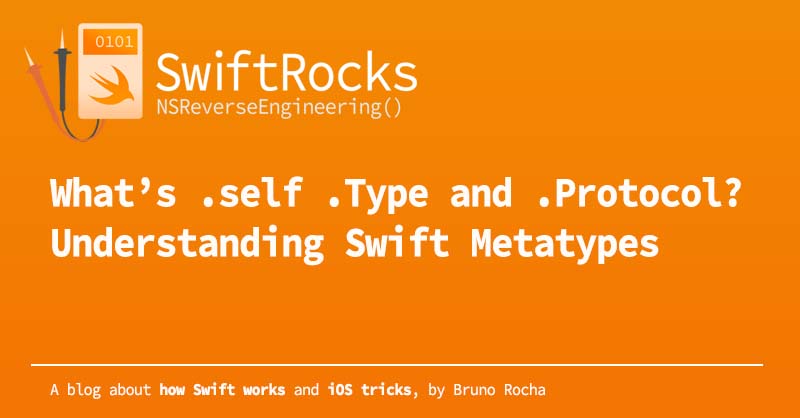 0101
SwiftRocks
NSReverseEngineering()
What’s .self .Type and .Protocol?
Understanding Swift Metatypes
A blog about how Swift works and iOS tricks, by Bruno Rocha